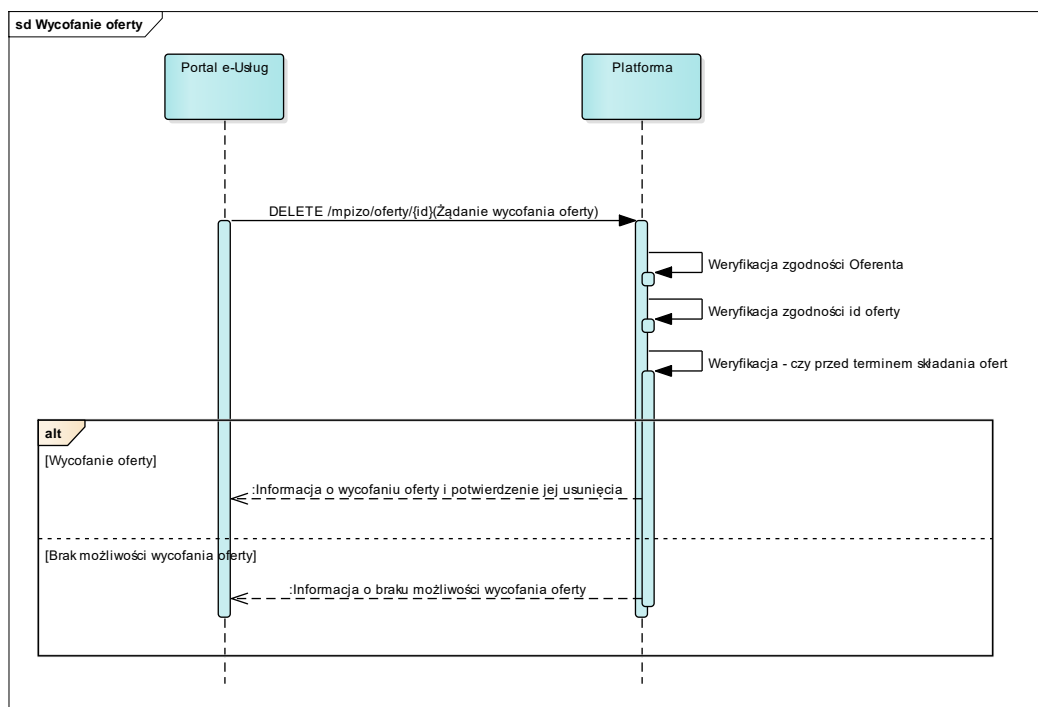 sd Wycofanie oferty
Portal e-Usług
Platforma
DELETE /mpizo/oferty/{id}(Żądanie wycofania oferty)
Weryfikacja zgodności Oferenta
Weryfikacja zgodności id oferty
Weryfikacja - czy przed terminem składania ofert
alt
[Wycofanie oferty]
:Informacja o wycofaniu oferty i potwierdzenie jej usunięcia
[Brak możliwości wycofania oferty]
:Informacja o braku możliwości wycofania oferty